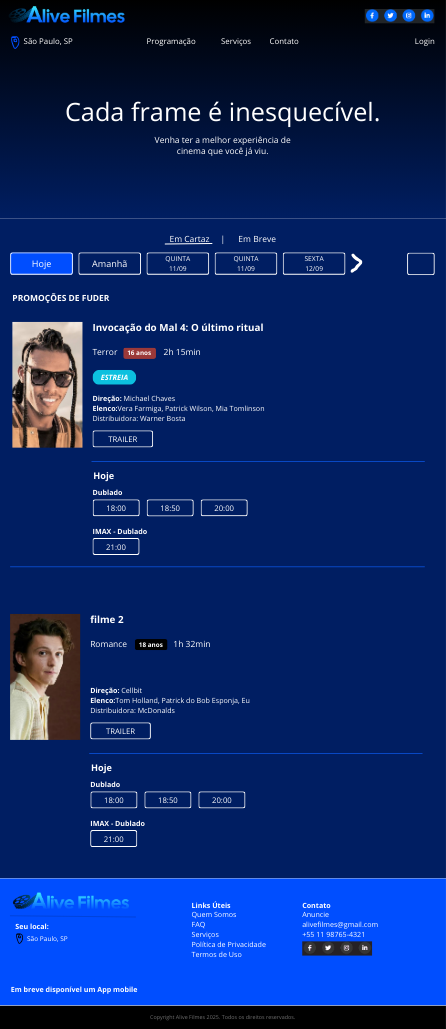 Alive Filmes
São Paulo, SP
Programação Serviços Contato
Login
Cada frame é inesquecível.
Venha ter a melhor experiência de
cinema que você já viu.
Em Cartaz | Em Breve
Hoje
Amanhã
QUINTA
11/09
QUINTA
11/09
SEXTA
12/09
PROMOÇÕES DE FUDER
Invocação do Mal 4: O último ritual
Terror 16 anos 2h 15min
ESTREIA
Direção: Michael Chaves
Elenco:Vera Farmiga, Patrick Wilson, Mia Tomlinson
Distribuidora: Warner Bosta
TRAILER
Hoje
Dublado
18:00 18:50 20:00
IMAX - Dublado
21:00
filme 2
Romance 18 anos 1h 32min
Direção: Cellbit
Elenco:Tom Holland, Patrick do Bob Esponja, Eu
Distribuidora: McDonalds
TRAILER
Hoje
Dublado
18:00 18:50 20:00
IMAX - Dublado
21:00
Alive Filmes
Seu local:
São Paulo, SP
Em breve disponível um App mobile
Links Úteis
Quem Somos
FAQ
Serviços
Política de Privacidade
Termos de Uso
Contato
Anuncie
alivefilmes@gmail.com
+55 11 98765-4321
Copyright Alive Filmes 2025. Todos os direitos reservados.